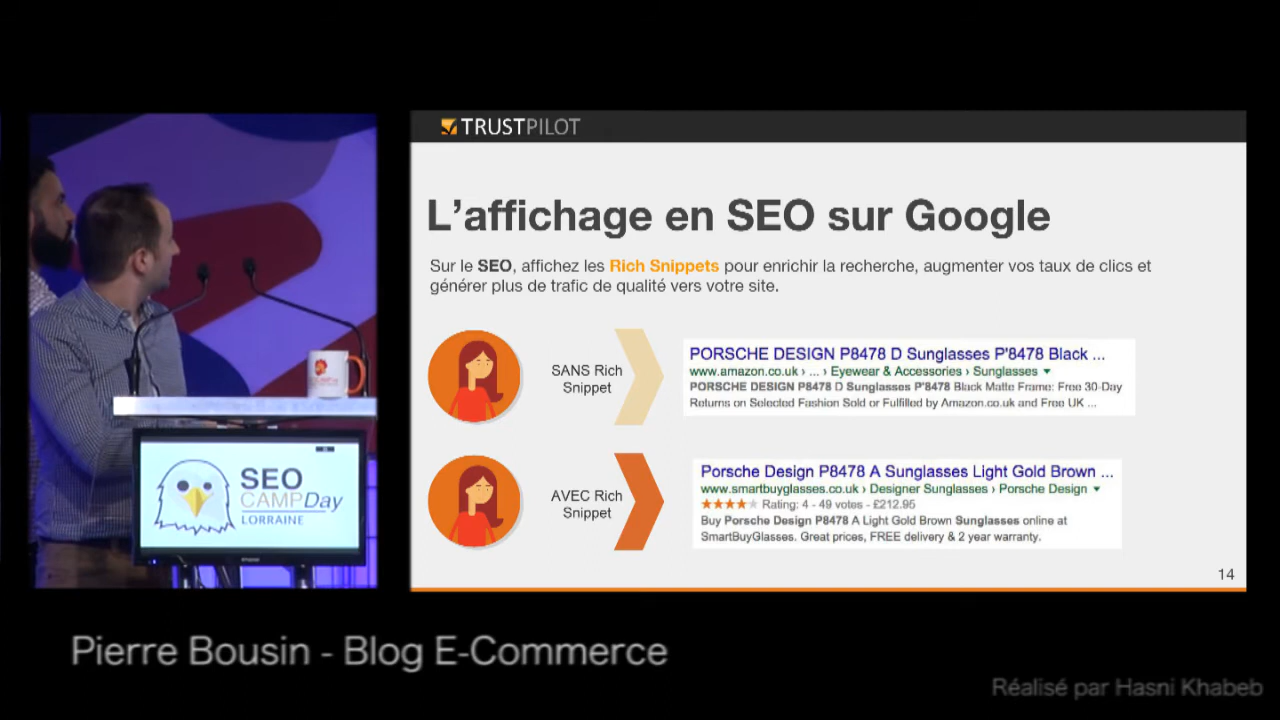 TRUSTPILOT
L'affichage en SEO sur Google
Sur le SEO, affichez les Rich Snippets pour enrichir la recherche, augmenter vos taux de clics et
générer plus de trafic de qualité vers votre site.
SANS Rich
Snippet
PORSCHE DESIGN P8478 D Sunglasses P'8478 Black ...
www.amazon.co.uk › ... › Eyewear & Accessories › Sunglasses
PORSCHE DESIGN P8478 D Sunglasses P'8478 Black Matte Frame: Free 30-Day
Returns on Selected Fashion Sold or Fulfilled by Amazon.co.uk and Free UK ...
AVEC Rich
Snippet
Porsche Design P8478 A Sunglasses Light Gold Brown ...
www.smartbuyglasses.co.uk › Designer Sunglasses › Porsche Design
Rating: 4 - 49 votes - £212.95
Buy Porsche Design P8478 A Light Gold Brown Sunglasses online at
SmartBuyGlasses. Great prices, FREE delivery & 2 year warranty.
14
SEO
CAMPDay
LORRAINE
Pierre Bousin - Blog E-Commerce
Réalisé par Hasni Khabeb